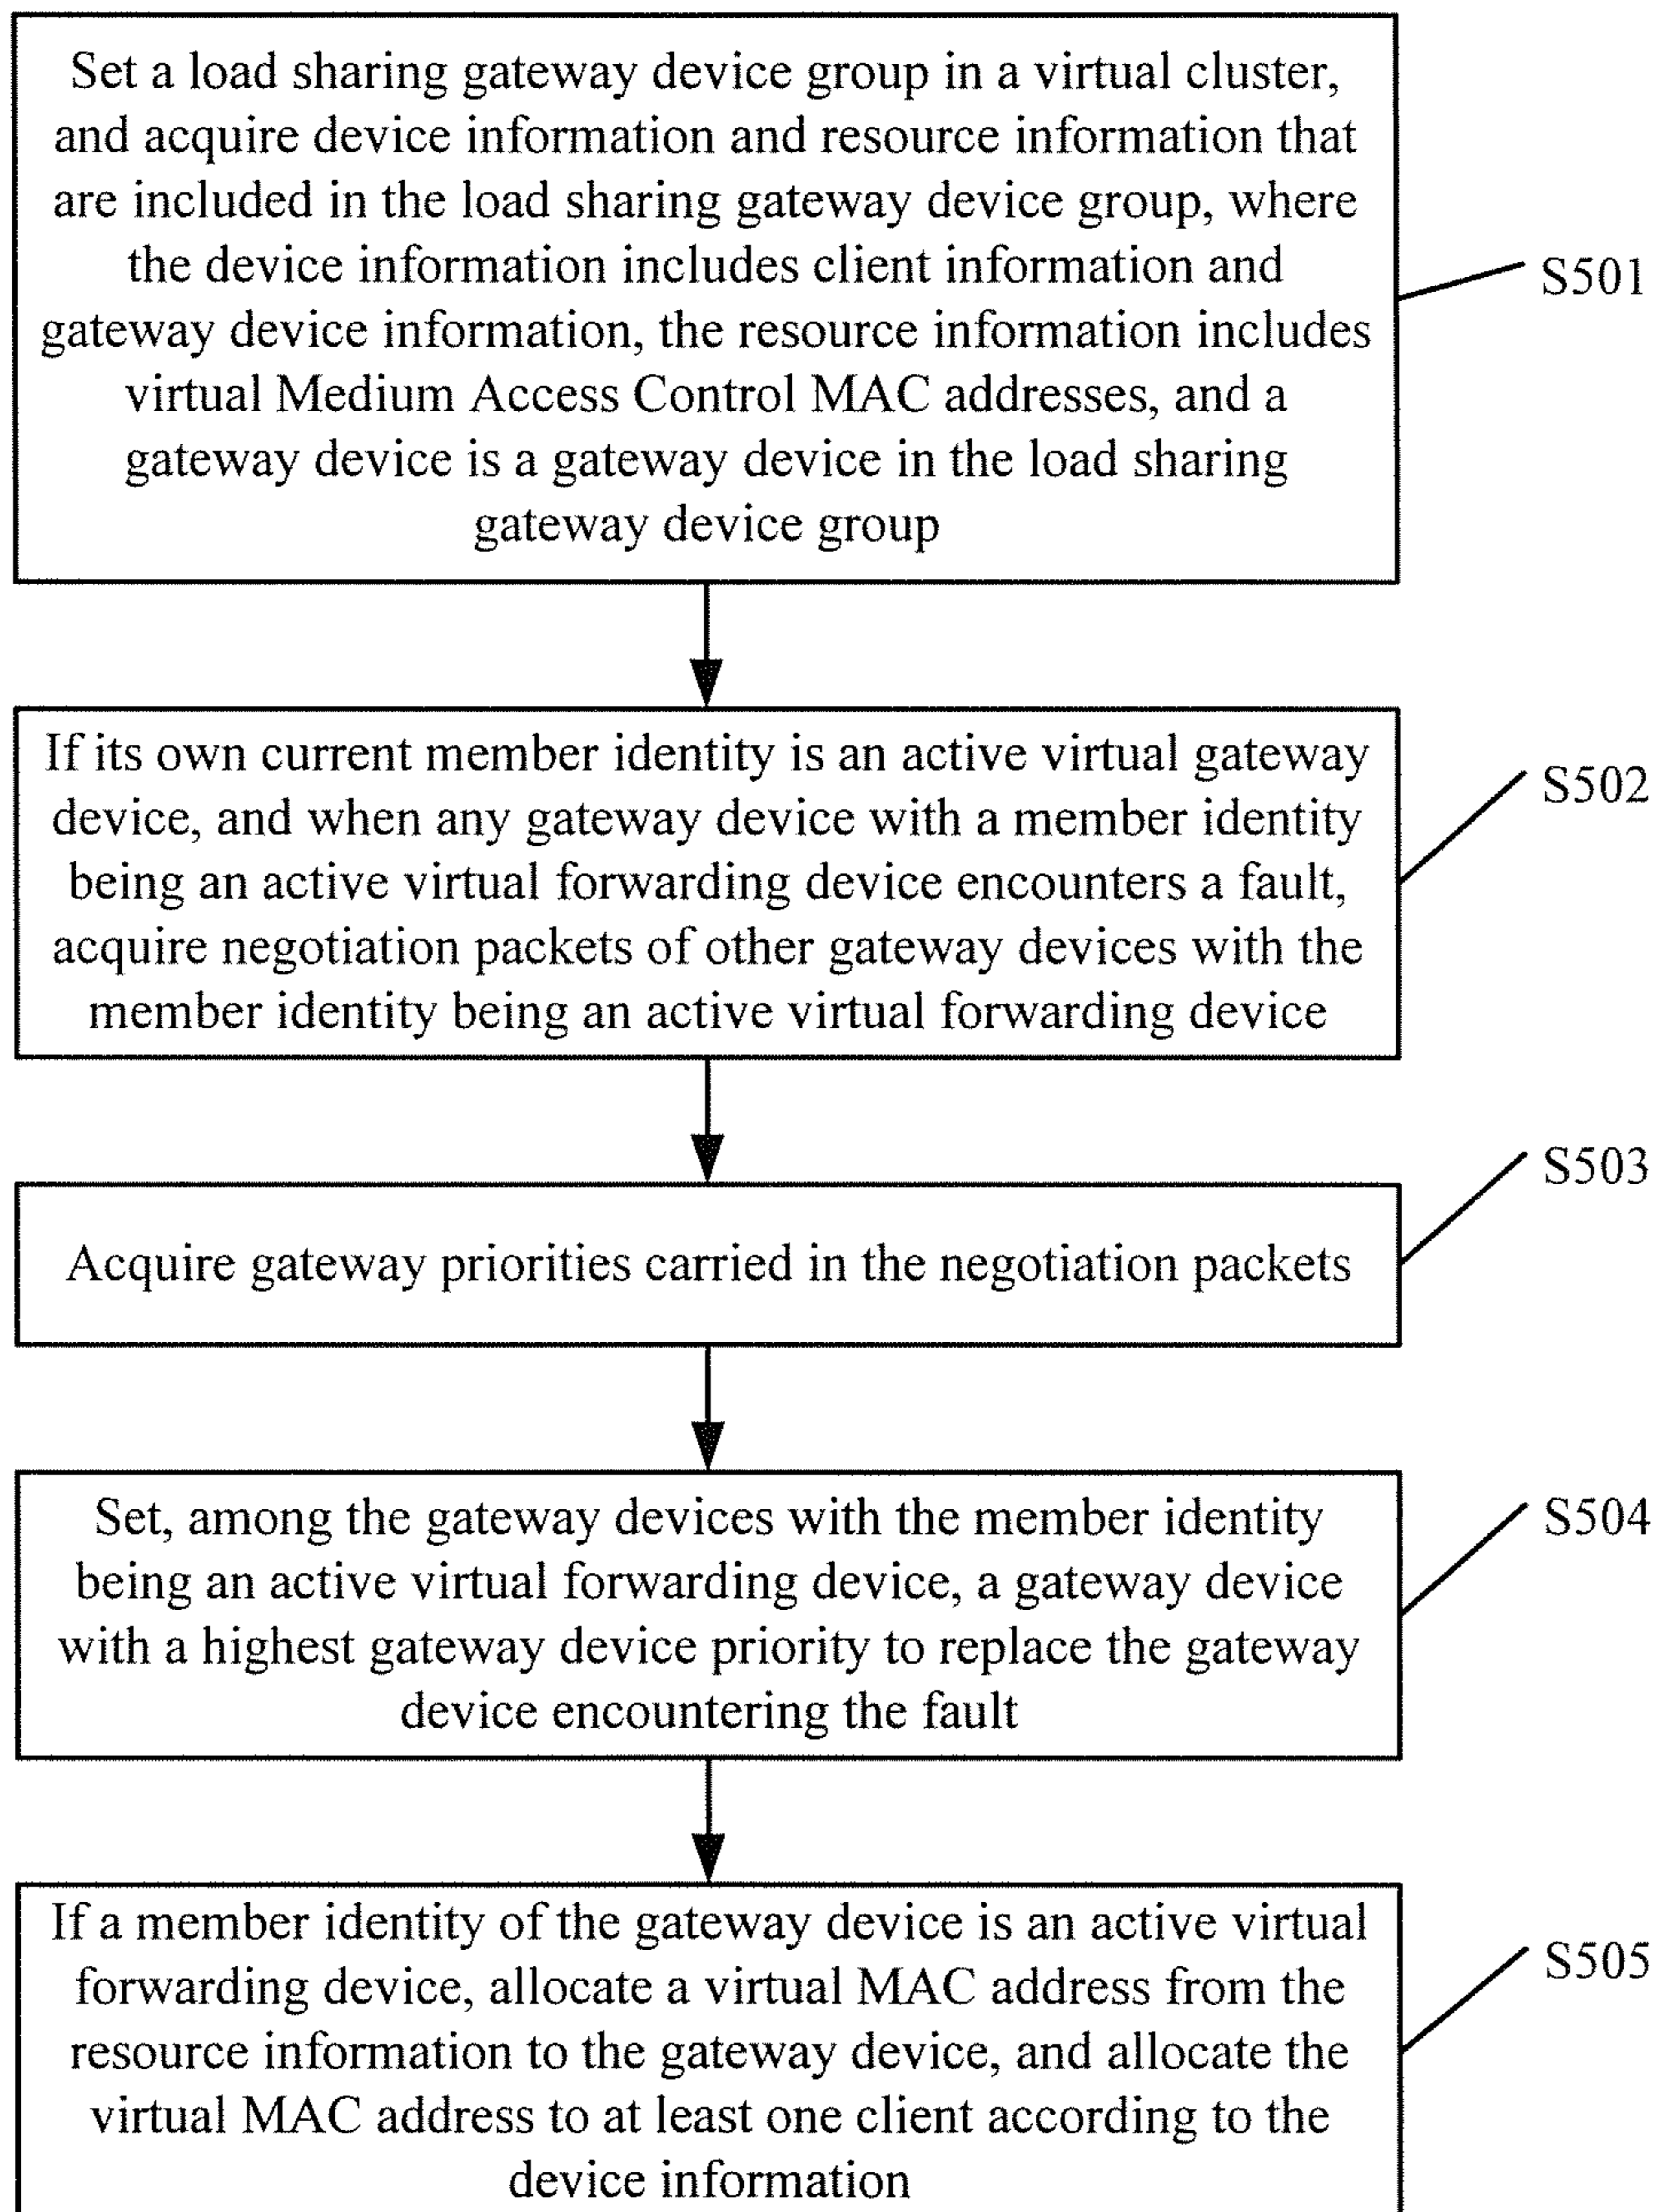 Set a load sharing gateway device group in a virtual cluster,
and acquire device information and resource information that
are included in the load sharing gateway device group, where
the device information includes client information and
gateway device information, the resource information includes
virtual Medium Access Control MAC addresses, and a
gateway device is a gateway device in the load sharing
gateway device group
S501
If its own current member identity is an active virtual gateway
device, and when any gateway device with a member identity
being an active virtual forwarding device encounters a fault,
acquire negotiation packets of other gateway devices with the
member identity being an active virtual forwarding device
S502
Acquire gateway priorities carried in the negotiation packets
S503
Set, among the gateway devices with the member identity
being an active virtual forwarding device, a gateway device
with a highest gateway device priority to replace the gateway
device encountering the fault
S504
If a member identity of the gateway device is an active virtual
forwarding device, allocate a virtual MAC address from the
resource information to the gateway device, and allocate the
virtual MAC address to at least one client according to the
device information
S505